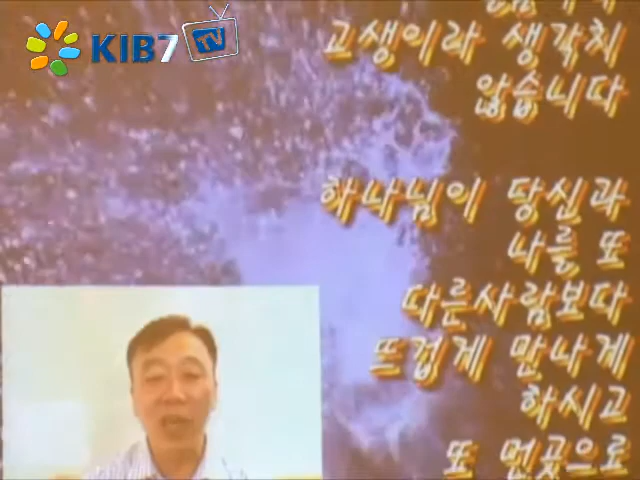 KIB7 TV
고생이라 생각치
않습니다
하나님이 당신과
나를 또
다른사람보다
뜨겁게 만나게
하시고
또 먼곳으로